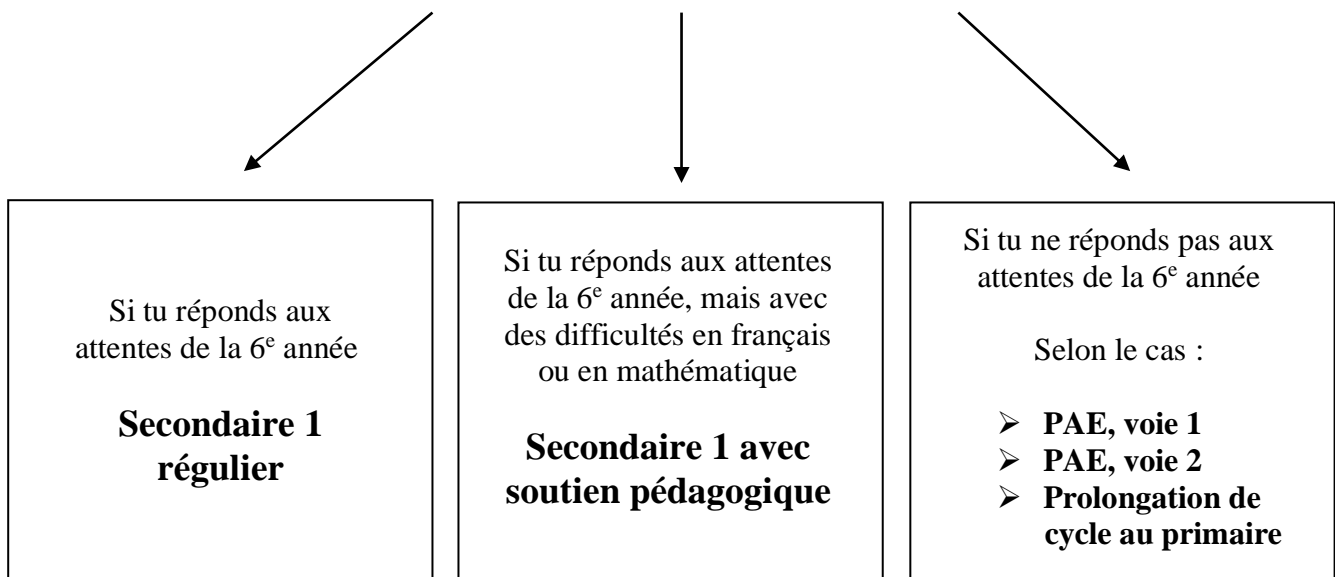 Si tu réponds aux
attentes de la 6e année
Secondaire 1
régulier
Si tu réponds aux attentes
de la 6e année, mais avec
des difficultés en français
ou en mathématique
Secondaire 1 avec
soutien pédagogique
Si tu ne réponds pas aux
attentes de la 6e année
Selon le cas :
➢ PAE, voie 1
➢ PAE, voie 2
➢ Prolongation de
cycle au primaire